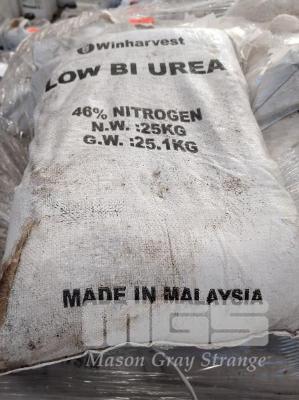 Winharvest
LOW BI UREA
46% NITROGEN
N.W. :25KG
G.W. :25.1KG
MADE IN MALAYSIA
MGS
Mason Gray Strange